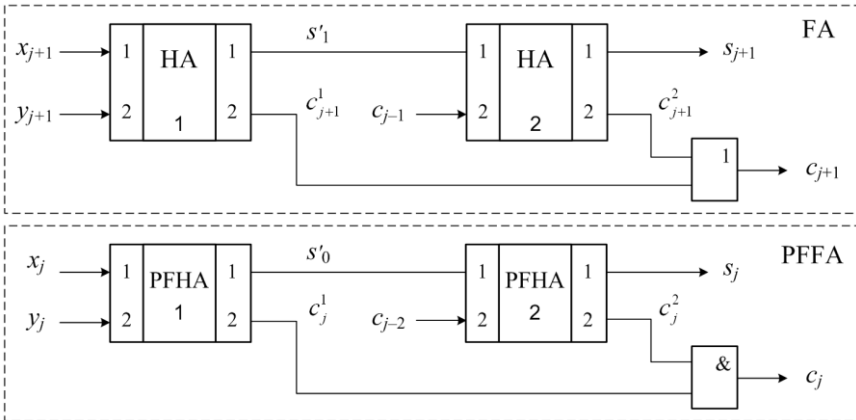 FA
x_{j+1} 1 HA 1 s'_1 1 HA 1 s_{j+1}
y_{j+1} 2 1 2 c^1_{j+1} c_{j–1} 2 2 2 c^2_{j+1}
1 c_{j+1}
PFFA
x_j 1 PFHA 1 s'_0 1 PFHA 1 s_j
y_j 2 1 2 c^1_j c_{j–2} 2 2 2 c^2_j
& c_j